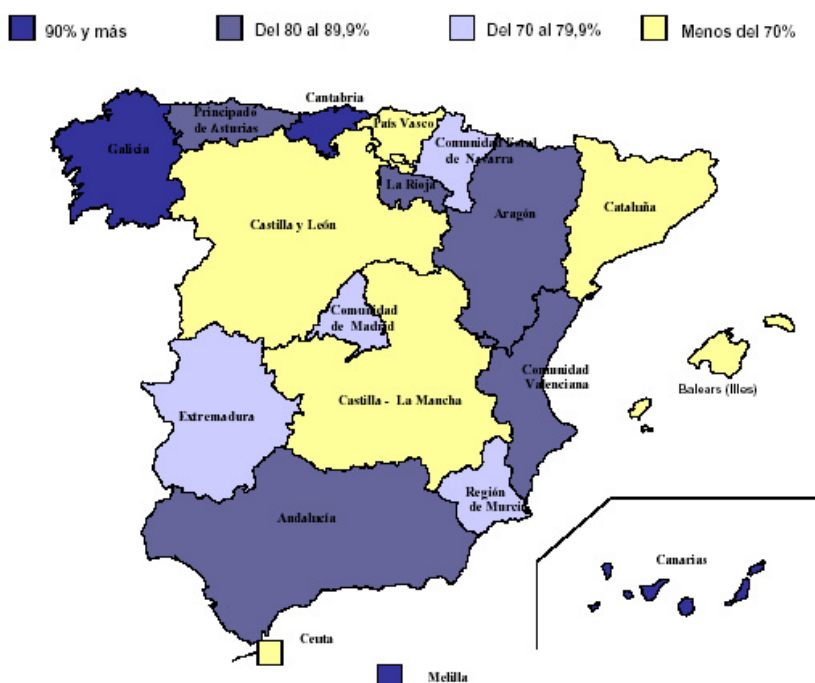 90% y más
Del 80 al 89,9%
Del 70 al 79,9%
Menos del 70%
Cantabria
Principado
de Asturias
País Vasco
Galicia
Comunidad Foral
de Navarra
La Rioja
Aragón
Cataluña
Castilla y León
Comunidad
de Madrid
Comunidad
Valenciana
Balears (Illes)
Extremadura
Castilla - La Mancha
Región
de Murcia
Andalucía
Canarias
Ceuta
Melilla